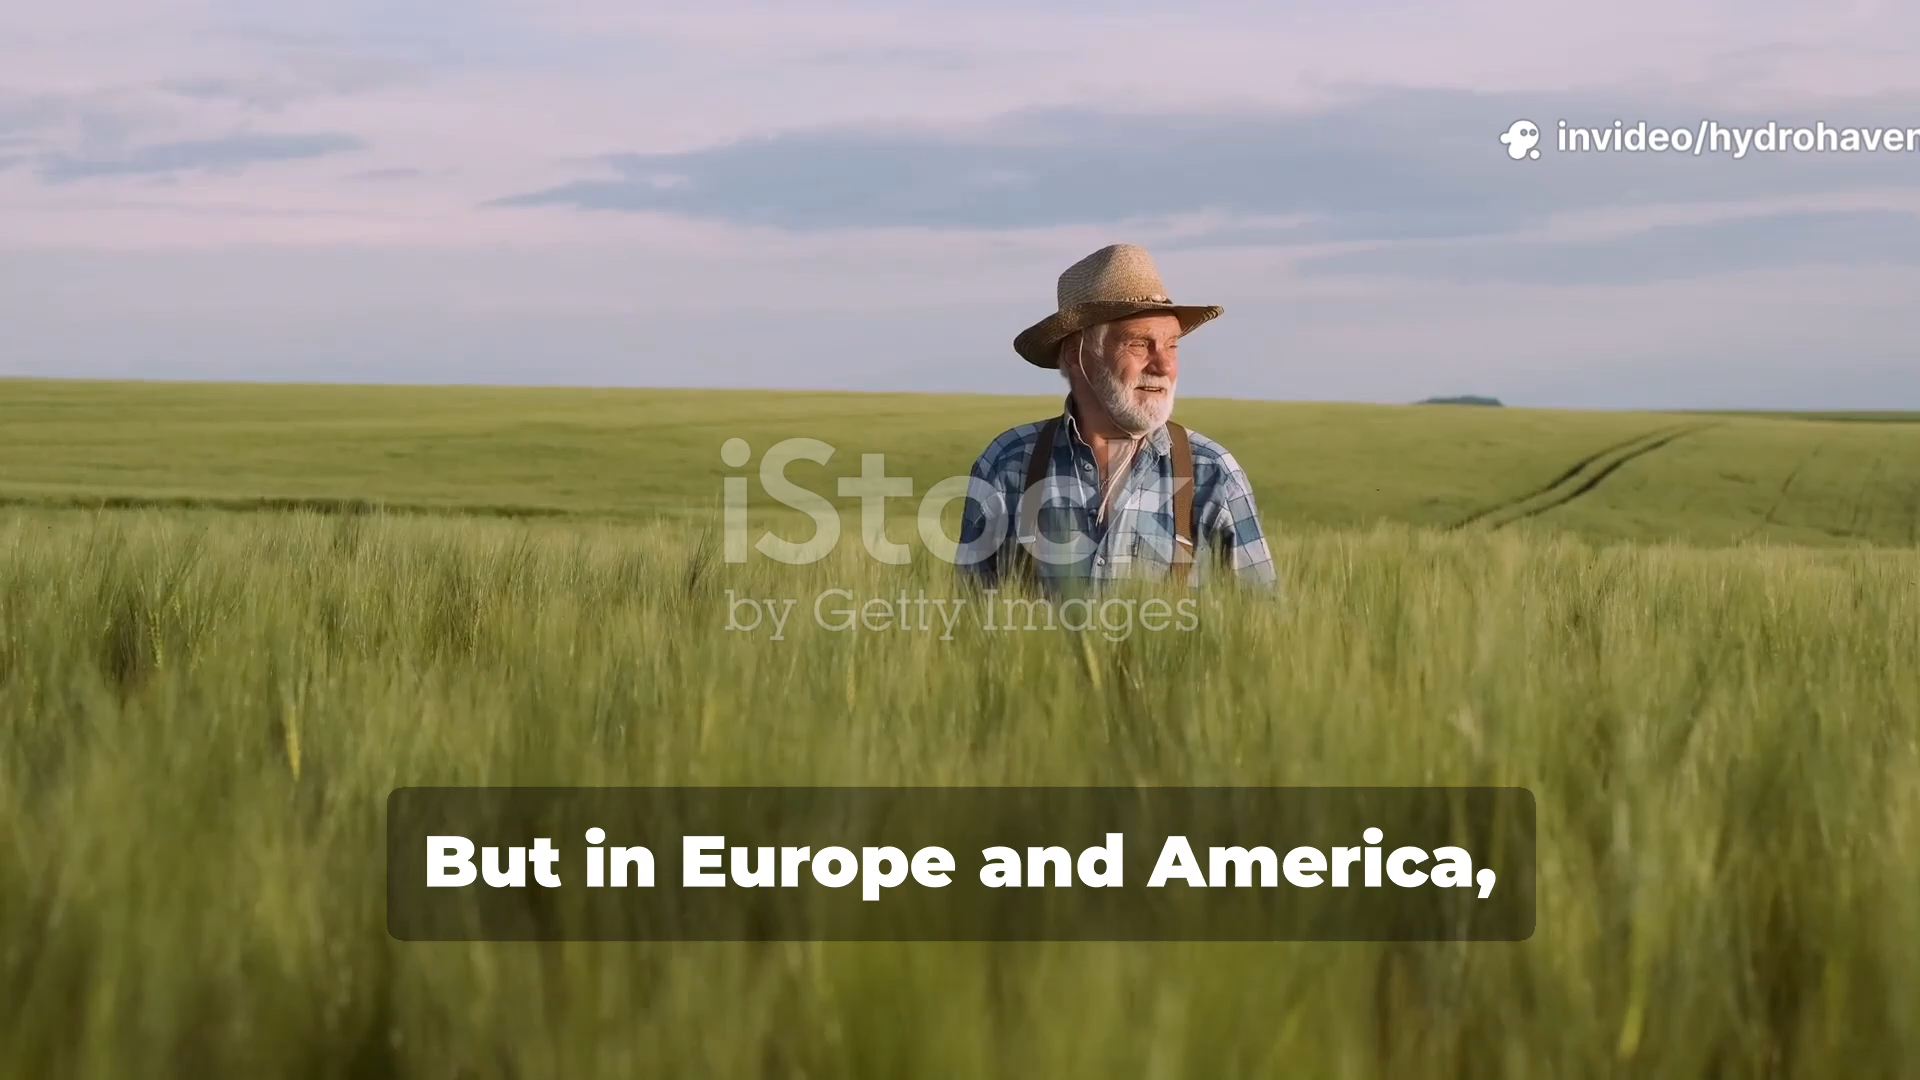 invideo/hydrohaven
iStock
by Getty Images
But in Europe and America,